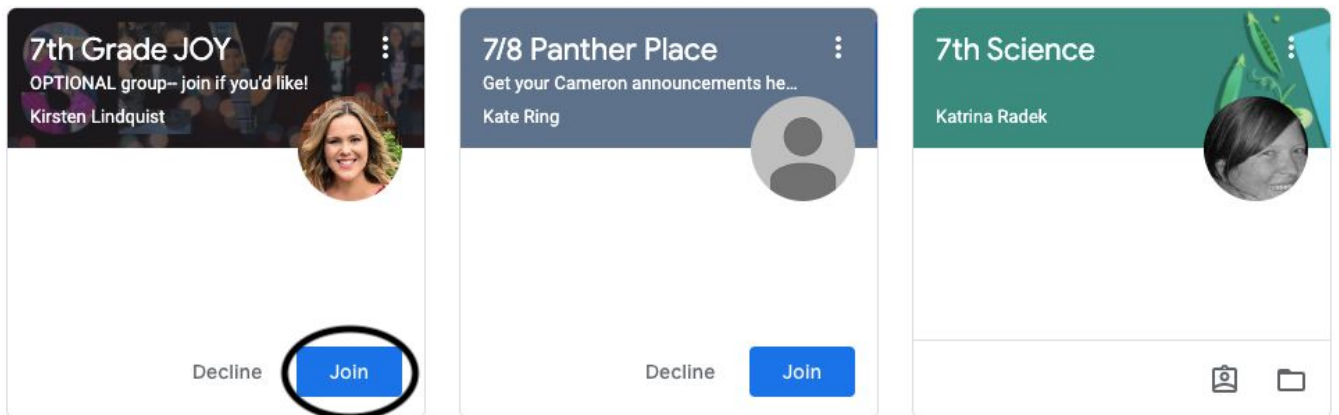 7th Grade JOY
OPTIONAL group-- join if you'd like!
Kirsten Lindquist
Decline
Join
7/8 Panther Place
Get your Cameron announcements he...
Kate Ring
Decline
Join
7th Science
Katrina Radek